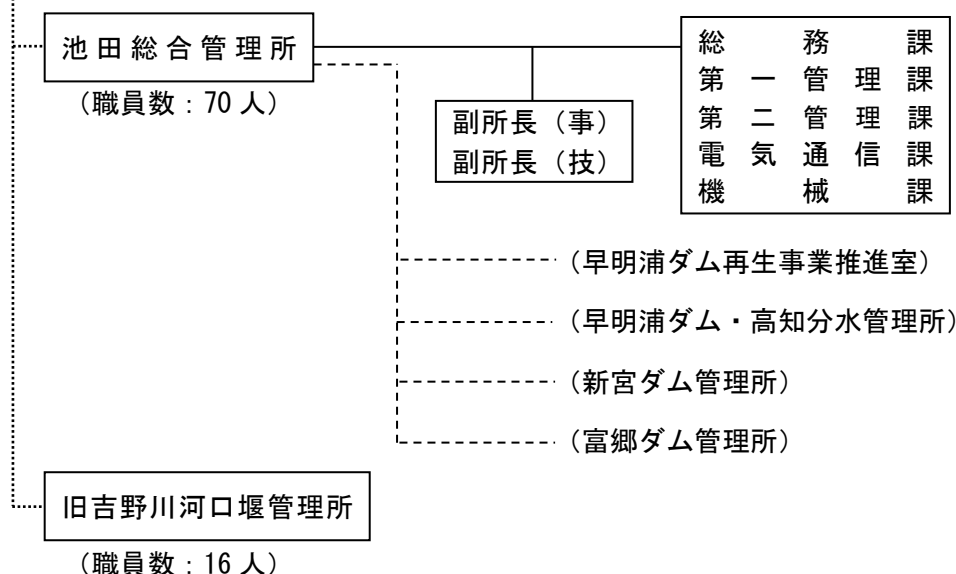 池田総合管理所
（職員数：70 人）
副所長（事）
副所長（技）
総務課
第一管理課
第二管理課
電気通信課
機械課
（早明浦ダム再生事業推進室）
（早明浦ダム・高知分水管理所）
（新宮ダム管理所）
（富郷ダム管理所）
旧吉野川河口堰管理所
（職員数：16 人）